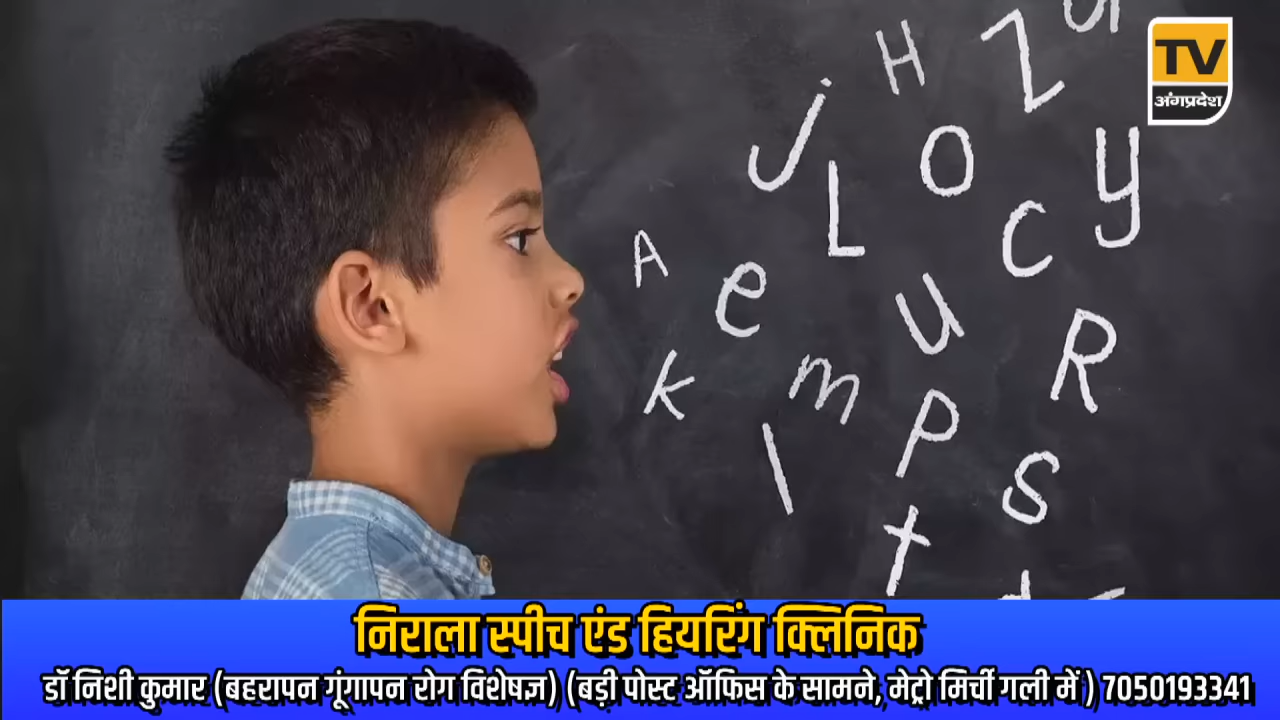 H
Z
TV
अंगप्रदेश
j
O
y
L
C
A
e
u
R
k
m
P
l
S
t
निराला स्पीच एंड हियरिंग क्लिनिक
डॉ निशी कुमार (बहरापन गूंगापन रोग विशेषज्ञ) (बड़ी पोस्ट ऑफिस के सामने, मेट्रो मिर्ची गली में ) 7050193341